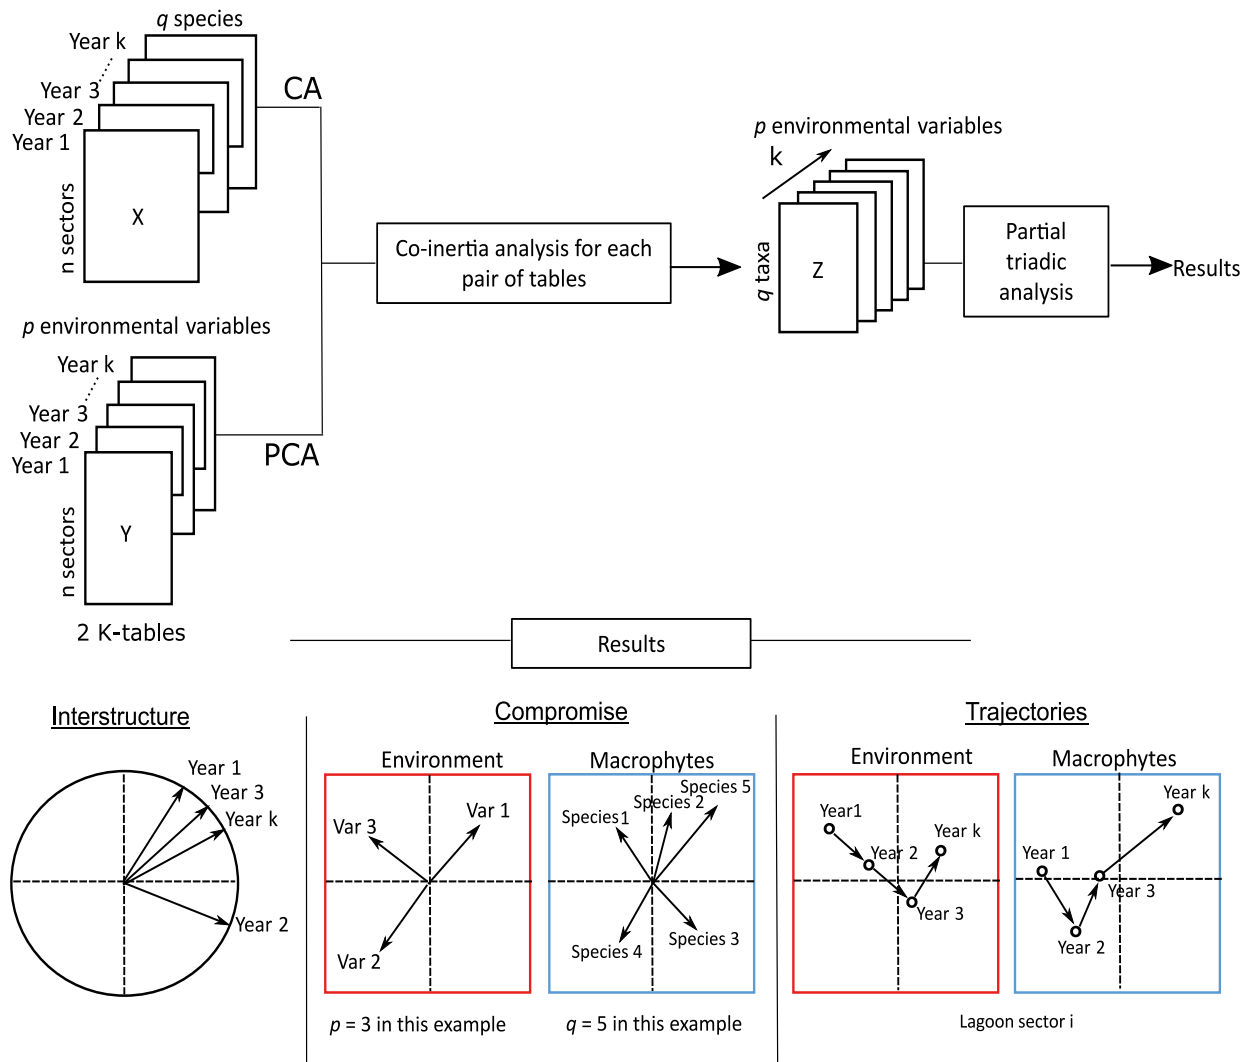 q species
Year k
Year 3
Year 2
Year 1
n sectors
X
CA
p environmental variables
Year k
Year 3
Year 2
Year 1
n sectors
Y
PCA
2 K-tables
Co-inertia analysis for each
pair of tables
p environmental variables
k
q taxa
Z
Partial
triadic
analysis
Results
Results
Interstructure
Year 1
Year 3
Year k
Year 2
Compromise
Environment
Var 1
Var 3
Var 2
p = 3 in this example
Macrophytes
Species 5
Species 2
Species 1
Species 3
Species 4
q = 5 in this example
Trajectories
Environment
Year1
Year k
Year 2
Year 3
Macrophytes
Year k
Year 1
Year 3
Year 2
Lagoon sector i